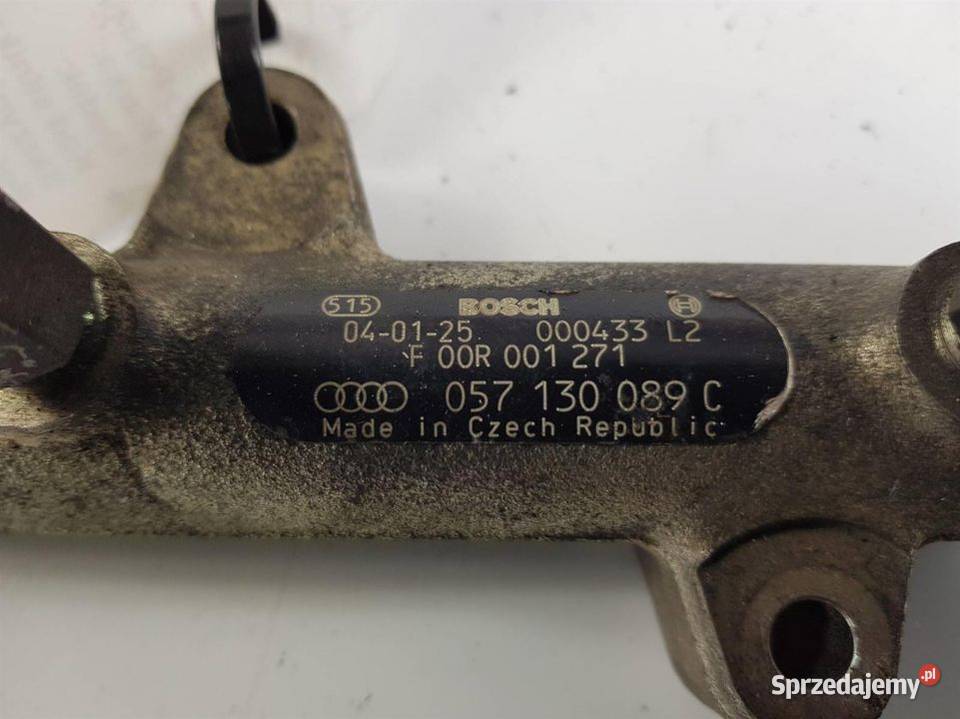 515 BOSCH
04-01-25 000433 L2
F 00R 001 271
057 130 089 C
Made in Czech Republic
Sprzedajemy.pl